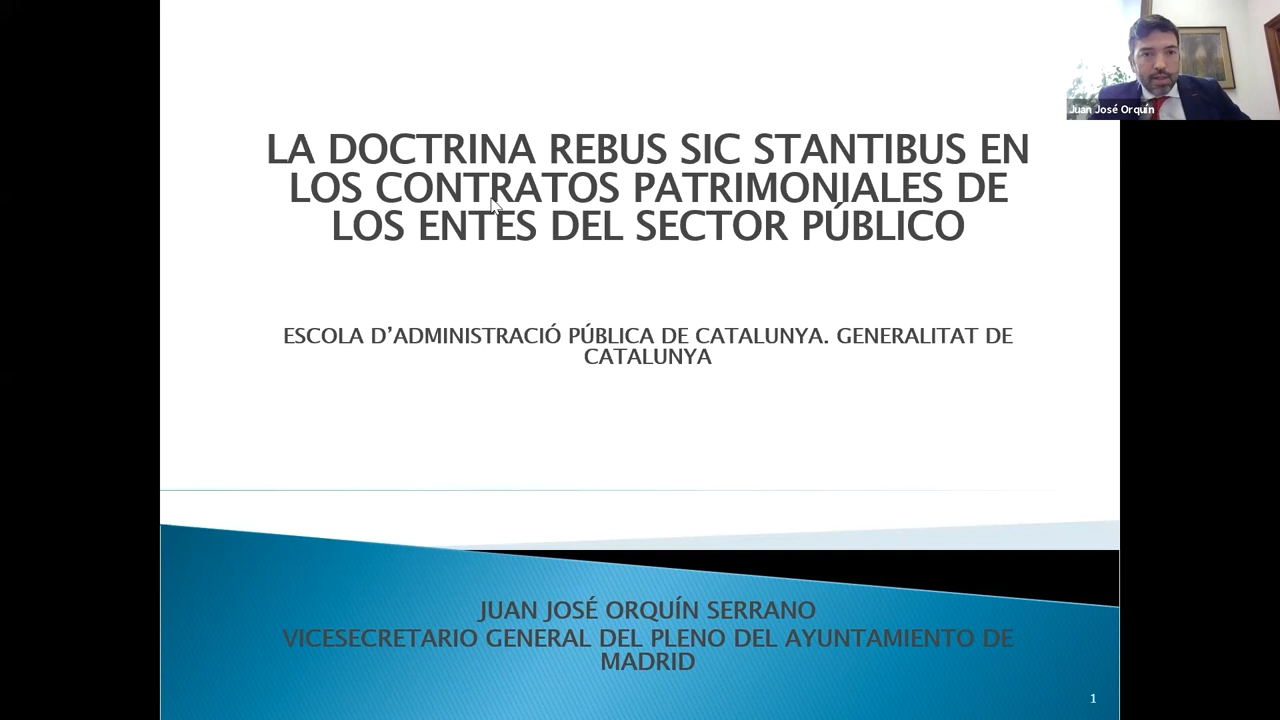 Juan José Orquín
LA DOCTRINA REBUS SIC STANTIBUS EN
LOS CONTRATOS PATRIMONIALES DE
LOS ENTES DEL SECTOR PÚBLICO
ESCOLA D’ADMINISTRACIÓ PÚBLICA DE CATALUNYA. GENERALITAT DE
CATALUNYA
JUAN JOSÉ ORQUÍN SERRANO
VICESECRETARIO GENERAL DEL PLENO DEL AYUNTAMIENTO DE
MADRID
1